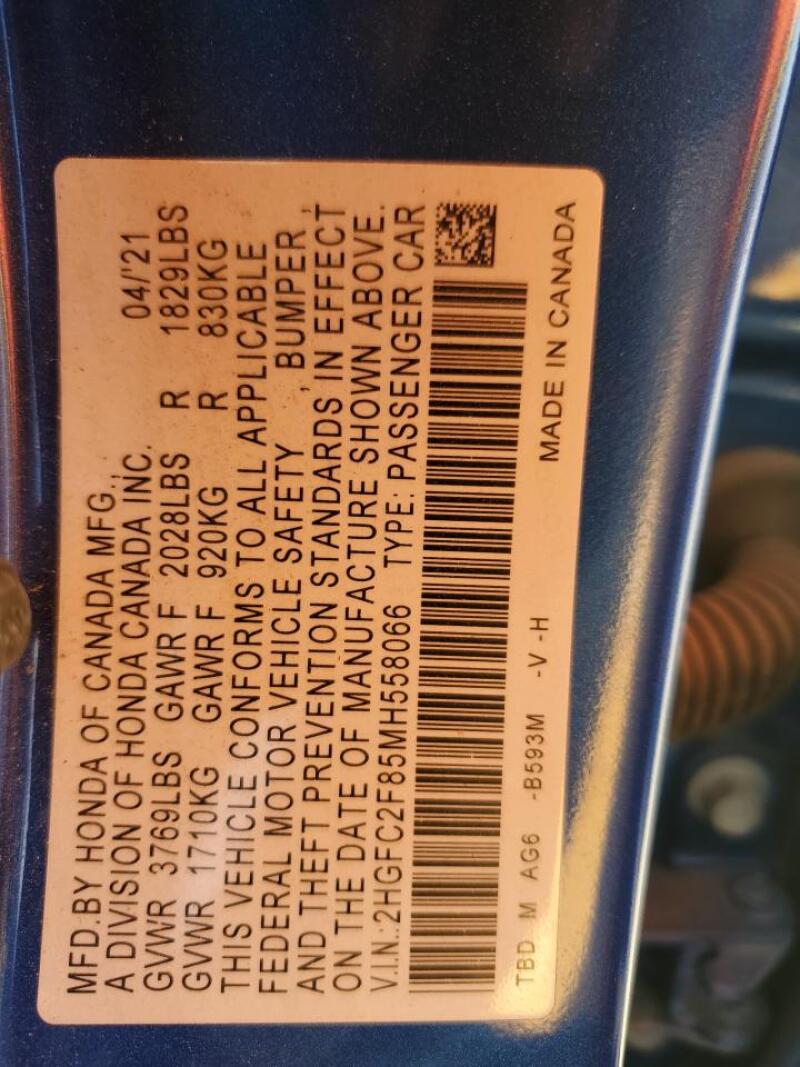 MFD.BY HONDA OF CANADA MFG., 04/'21
A DIVISION OF HONDA CANADA INC.
GVWR 3769LBS GAWR F 2028LBS R 1829LBS
GVWR 1710KG GAWR F 920KG R 830KG
THIS VEHICLE CONFORMS TO ALL APPLICABLE
FEDERAL MOTOR VEHICLE SAFETY , BUMPER ,
AND THEFT PREVENTION STANDARDS IN EFFECT
ON THE DATE OF MANUFACTURE SHOWN ABOVE.
V.I.N.:2HGFC2F85MH558066 TYPE: PASSENGER CAR
TBD M AG6 -B593M -V -H MADE IN CANADA